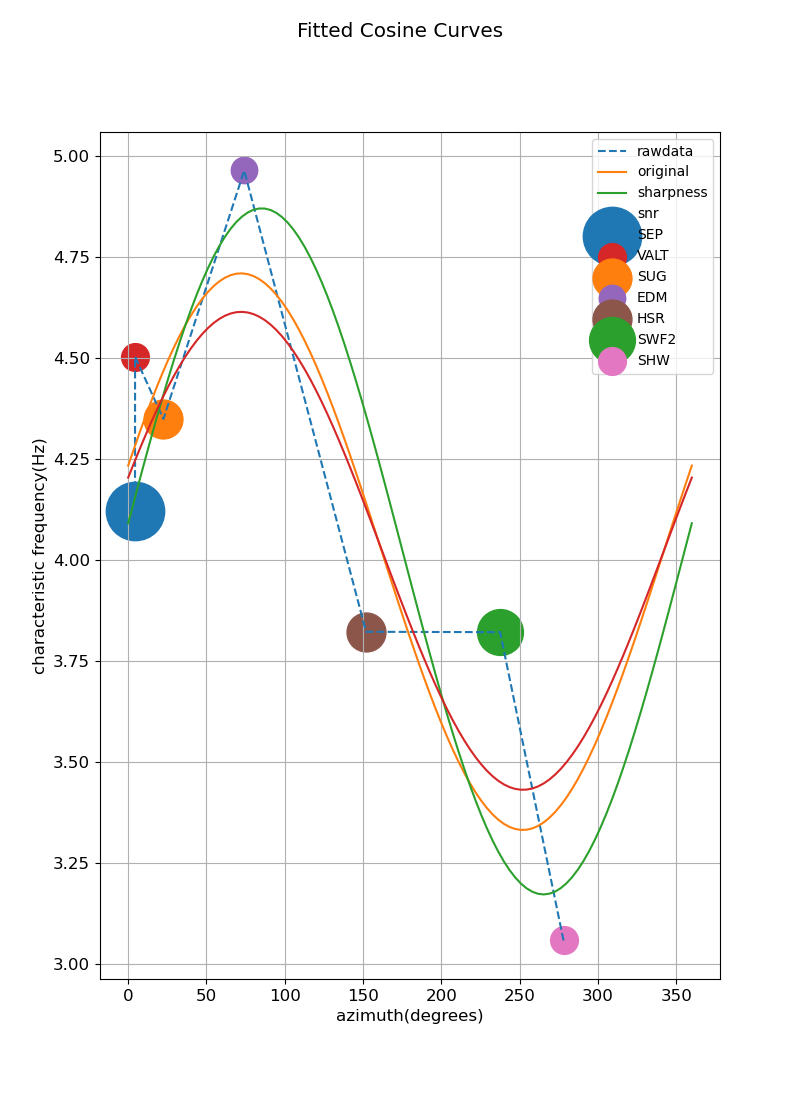 Fitted Cosine Curves
5.00
4.75
4.50
4.25
4.00
3.75
3.50
3.25
3.00
characteristic frequency(Hz)
rawdata
original
sharpness
snr
SEP
VALT
SUG
EDM
HSR
SWF2
SHW
0 50 100 150 200 250 300 350
azimuth(degrees)